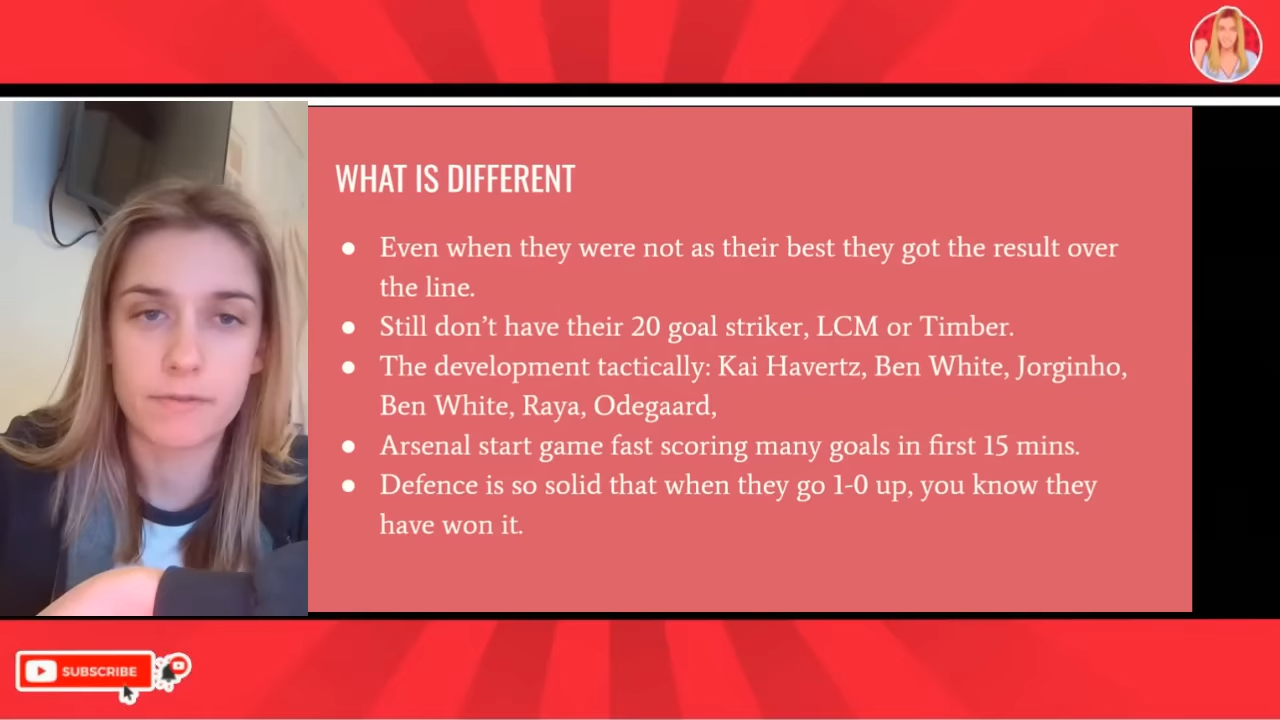 WHAT IS DIFFERENT
● Even when they were not as their best they got the result over
the line.
● Still don’t have their 20 goal striker, LCM or Timber.
● The development tactically: Kai Havertz, Ben White, Jorginho,
Ben White, Raya, Odegaard,
● Arsenal start game fast scoring many goals in first 15 mins.
● Defence is so solid that when they go 1-0 up, you know they
have won it.
SUBSCRIBE